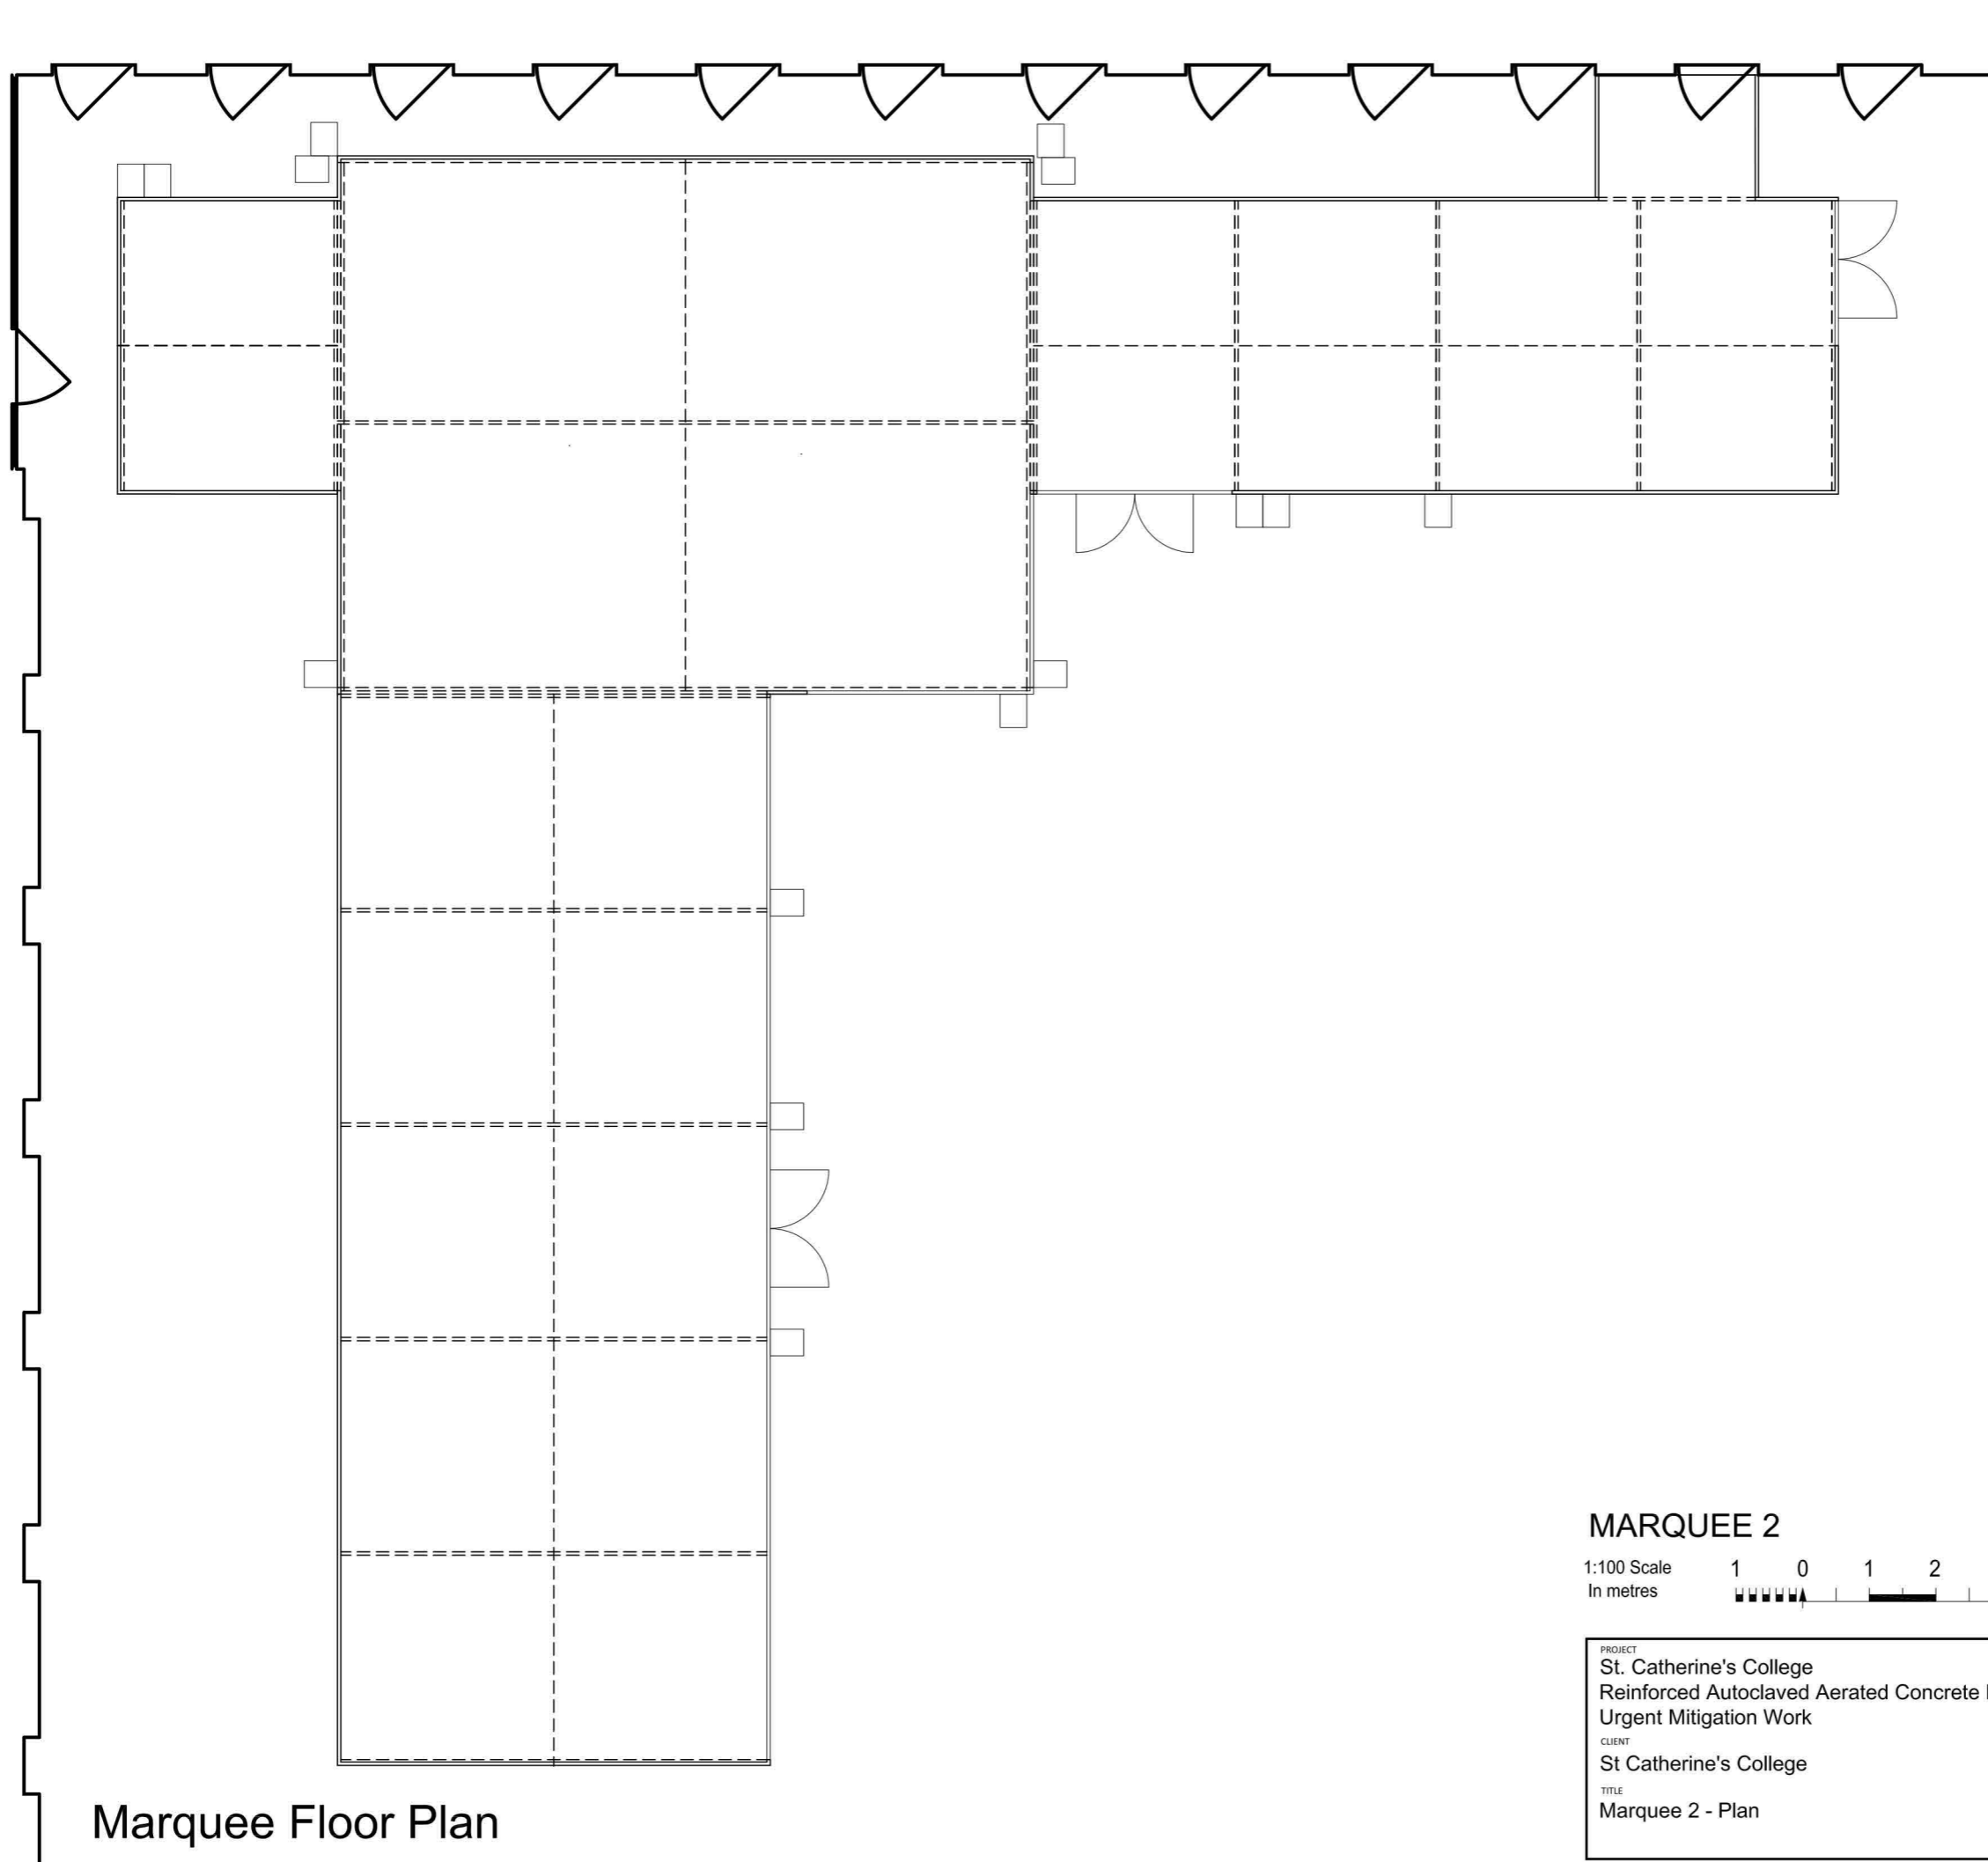 MARQUEE 2
1:100 Scale
In metres
1 0 1 2
PROJECT
St. Catherine's College
Reinforced Autoclaved Aerated Concrete
Urgent Mitigation Work
CLIENT
St Catherine's College
TITLE
Marquee 2 - Plan
Marquee Floor Plan